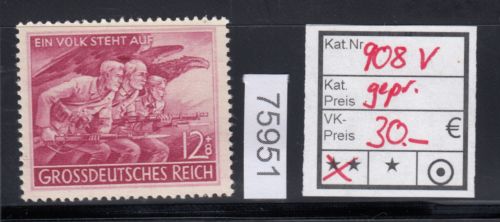 EIN VOLK STEHT AUF
12+8
GROSSDEUTSCHES REICH
75951
Kat.Nr 908 V
Kat. Preis gepr.
VK- Preis 30.- €